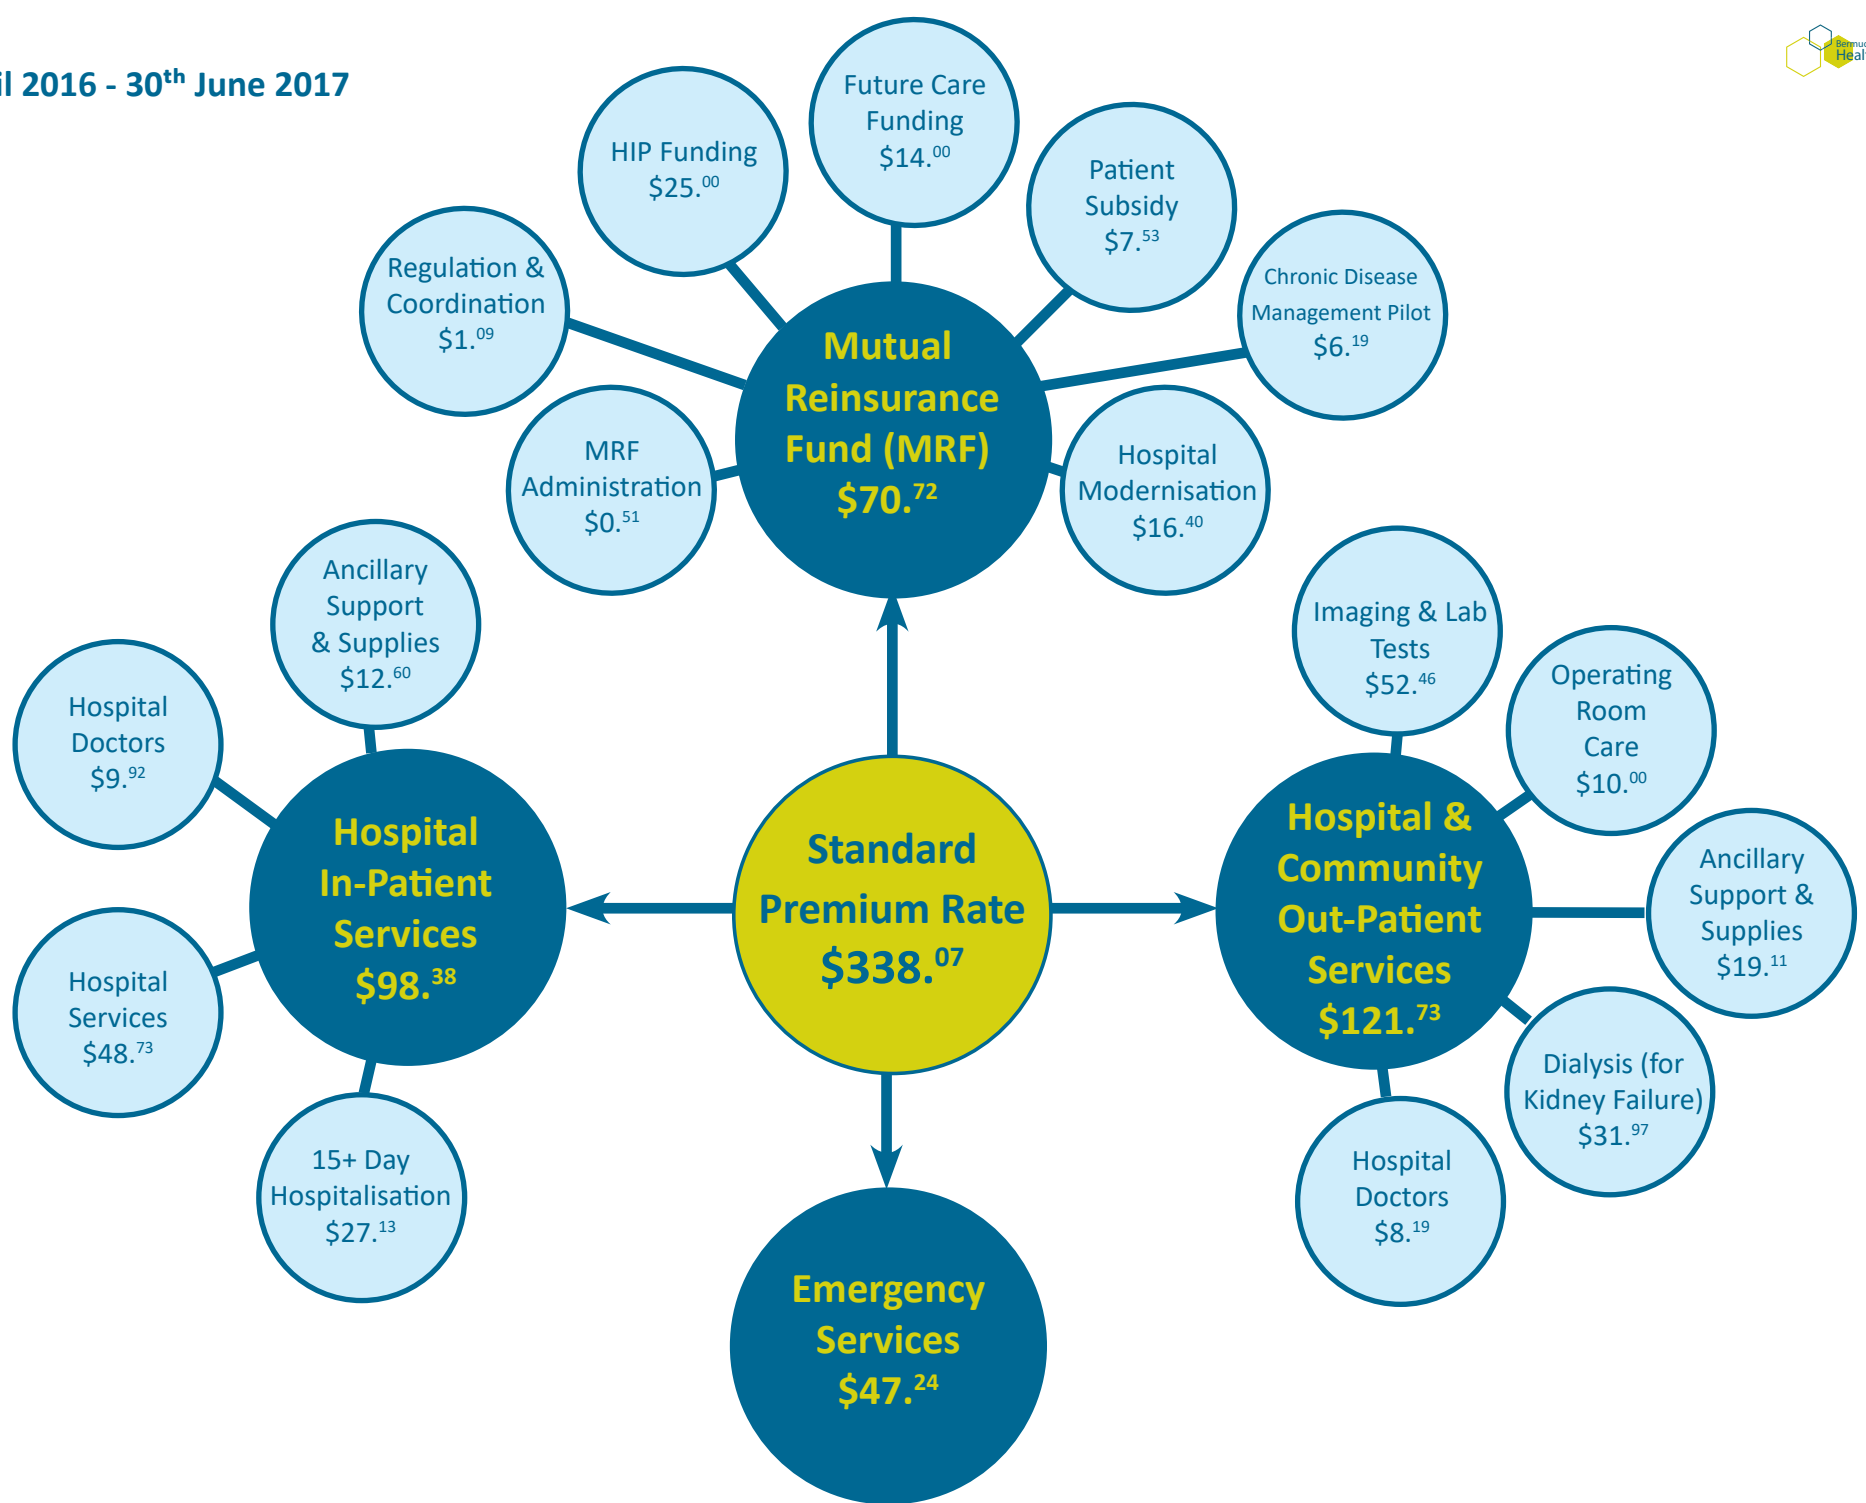 2016 - 30th June 2017
Future Care
Funding
$14.00
HIP Funding
$25.00
Patient
Subsidy
$7.53
Regulation &
Coordination
$1.09
Chronic Disease
Management Pilot
$6.19
Mutual
Reinsurance
Fund (MRF)
$70.72
MRF
Administration
$0.51
Hospital
Modernisation
$16.40
Ancillary
Support
& Supplies
$12.60
Hospital
Doctors
$9.92
Hospital
In-Patient
Services
$98.38
Hospital
Services
$48.73
15+ Day
Hospitalisation
$27.13
Standard
Premium Rate
$338.07
Imaging & Lab
Tests
$52.46
Operating
Room
Care
$10.00
Hospital &
Community
Out-Patient
Services
$121.73
Ancillary
Support &
Supplies
$19.11
Dialysis (for
Kidney Failure)
$31.97
Hospital
Doctors
$8.19
Emergency
Services
$47.24